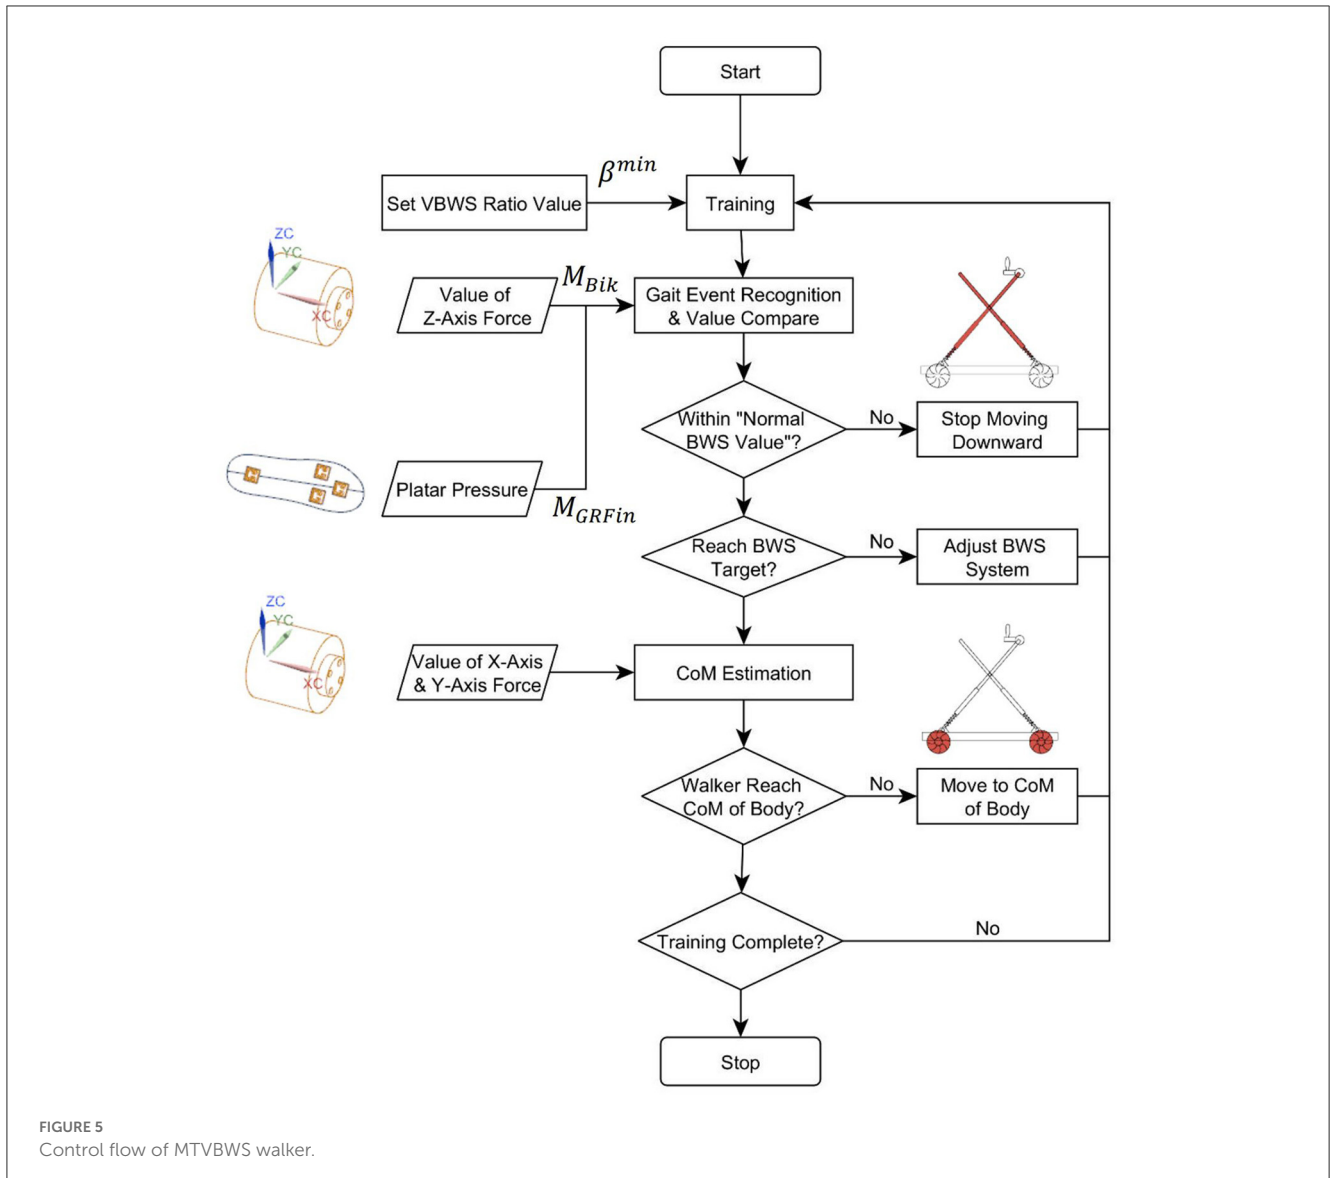 Start
β^min
Set VBWS Ratio Value
Training
ZC
YC
XC
M_Bik
Value of
Z-Axis Force
Gait Event Recognition
& Value Compare
Within "Normal
BWS Value"?
No
Stop Moving
Downward
Platar Pressure
M_GRFin
Reach BWS
Target?
No
Adjust BWS
System
ZC
YC
XC
Value of X-Axis
& Y-Axis Force
CoM Estimation
Walker Reach
CoM of Body?
No
Move to CoM
of Body
Training Complete?
No
Stop
FIGURE 5
Control flow of MTVBWS walker.